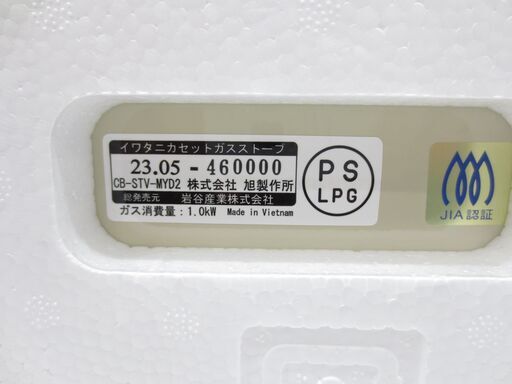 イワタニカセットガスストーブ
23.05 - 460000
CB-STV-MYD2 株式会社 旭製作所
総発売元 岩谷産業株式会社
ガス消費量：1.0kW Made in Vietnam
PS
LPG
JIA認証